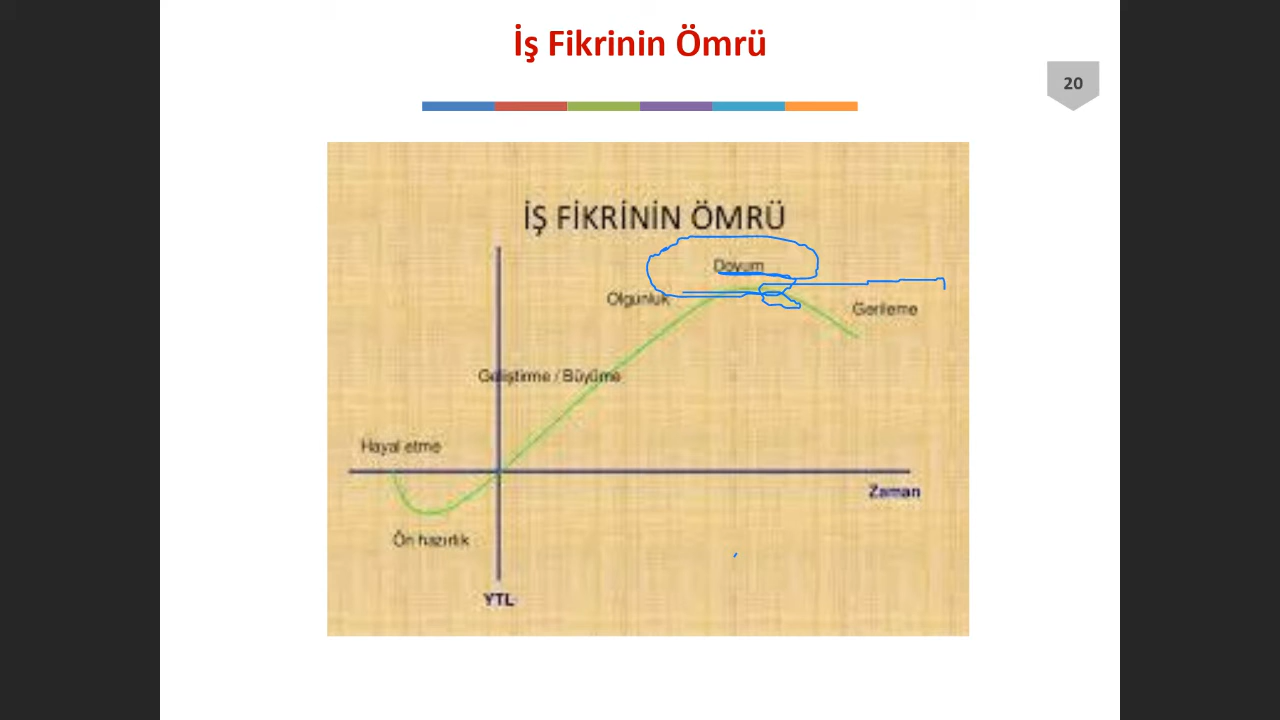 İş Fikrinin Ömrü
20
İŞ FİKRİNİN ÖMRÜ
Doyum
Olgunluk
Gerileme
Geliştirme / Büyüme
Hayal etme
Zaman
Ön hazırlık
YTL